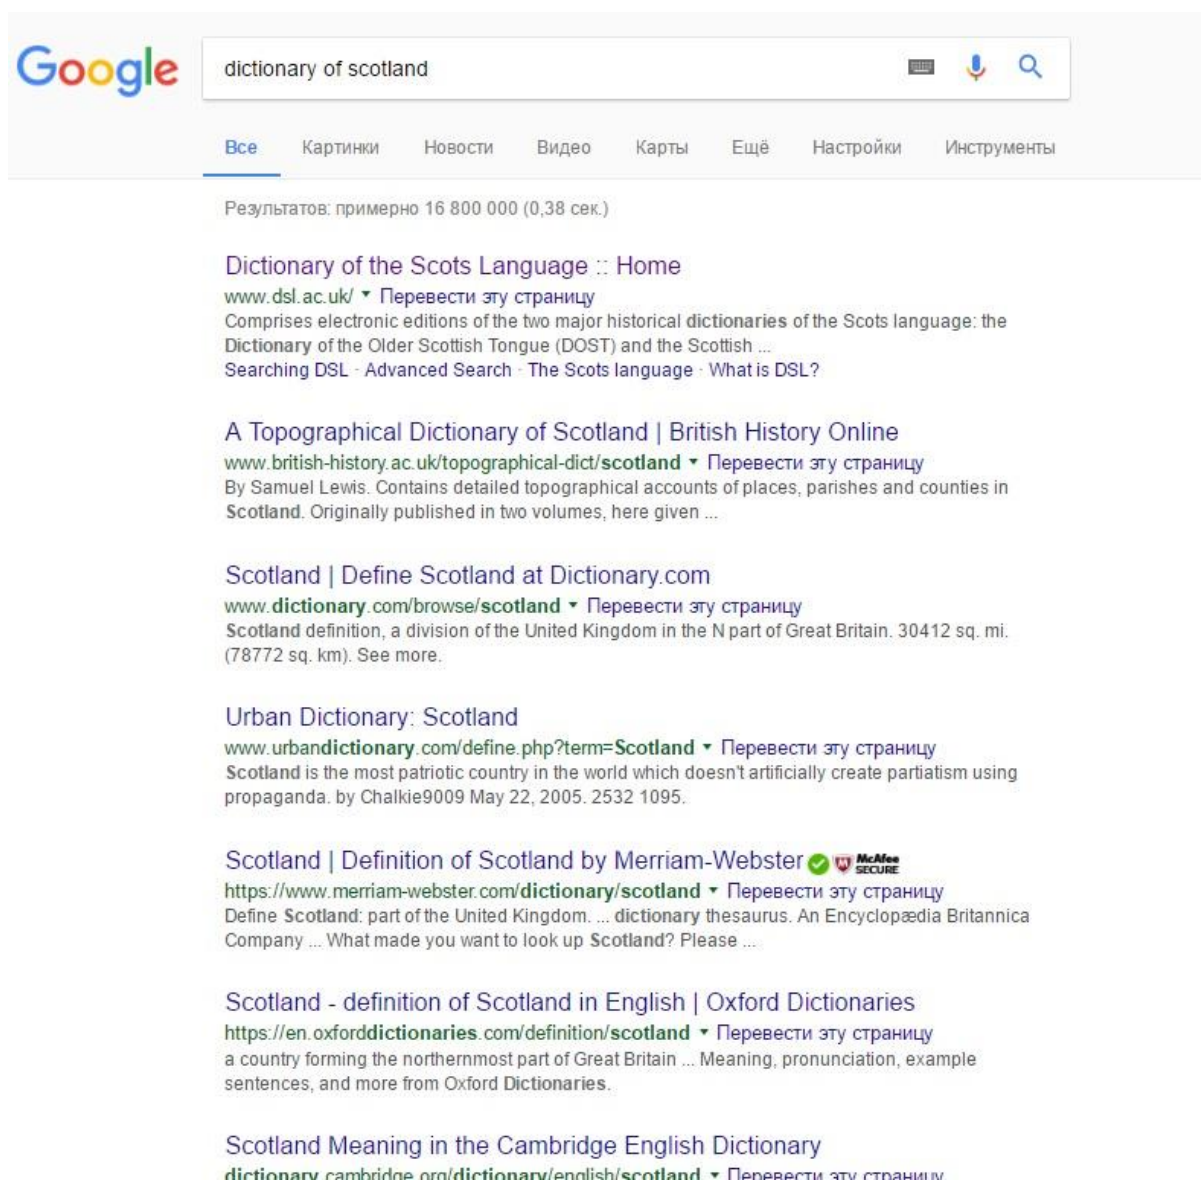 Google
dictionary of scotland
Все Картинки Новости Видео Карты Ещё Настройки Инструменты
Результатов: примерно 16 800 000 (0,38 сек.)
Dictionary of the Scots Language :: Home
www.dsl.ac.uk/ Перевести эту страницу
Comprises electronic editions of the two major historical dictionaries of the Scots language: the
Dictionary of the Older Scottish Tongue (DOST) and the Scottish ...
Searching DSL · Advanced Search · The Scots language · What is DSL?
A Topographical Dictionary of Scotland | British History Online
www.british-history.ac.uk/topographical-dict/scotland Перевести эту страницу
By Samuel Lewis. Contains detailed topographical accounts of places, parishes and counties in
Scotland. Originally published in two volumes, here given ...
Scotland | Define Scotland at Dictionary.com
www.dictionary.com/browse/scotland Перевести эту страницу
Scotland definition, a division of the United Kingdom in the N part of Great Britain. 30412 sq. mi.
(78772 sq. km). See more.
Urban Dictionary: Scotland
www.urbandictionary.com/define.php?term=Scotland Перевести эту страницу
Scotland is the most patriotic country in the world which doesn't artificially create partiatism using
propaganda. by Chalkie9009 May 22, 2005. 2532 1095.
Scotland | Definition of Scotland by Merriam-Webster McAfee SECURE
https://www.merriam-webster.com/dictionary/scotland Перевести эту страницу
Define Scotland: part of the United Kingdom. ... dictionary thesaurus. An Encyclopædia Britannica
Company ... What made you want to look up Scotland? Please ...
Scotland - definition of Scotland in English | Oxford Dictionaries
https://en.oxforddictionaries.com/definition/scotland Перевести эту страницу
a country forming the northernmost part of Great Britain ... Meaning, pronunciation, example
sentences, and more from Oxford Dictionaries.
Scotland Meaning in the Cambridge English Dictionary
dictionary.cambridge.org/dictionary/english/scotland Перевести эту страницу